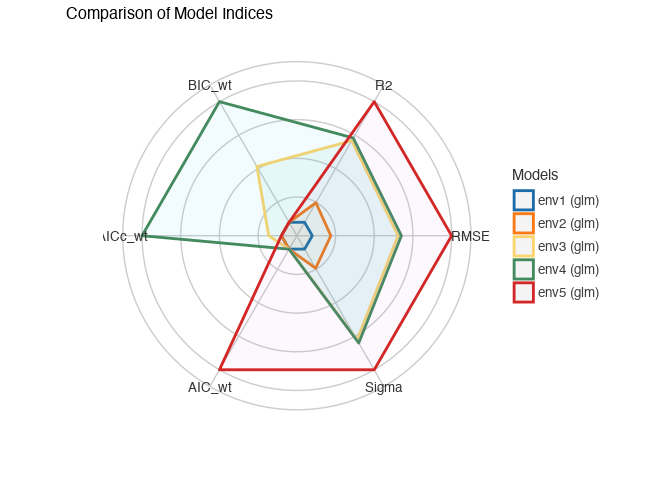 Comparison of Model Indices
BIC_wt
R2
AICc_wt
RMSE
AIC_wt
Sigma
Models
env1 (glm)
env2 (glm)
env3 (glm)
env4 (glm)
env5 (glm)